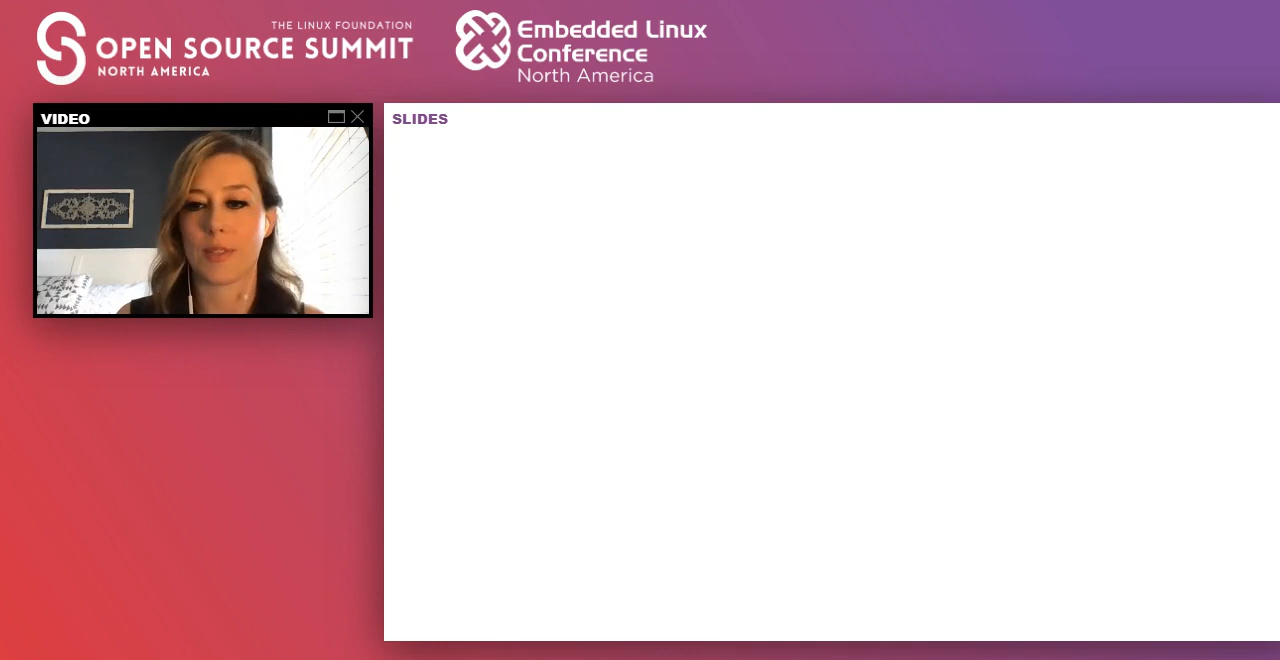 THE LINUX FOUNDATION
OPEN SOURCE SUMMIT
NORTH AMERICA
Embedded Linux
Conference
North America
VIDEO
SLIDES